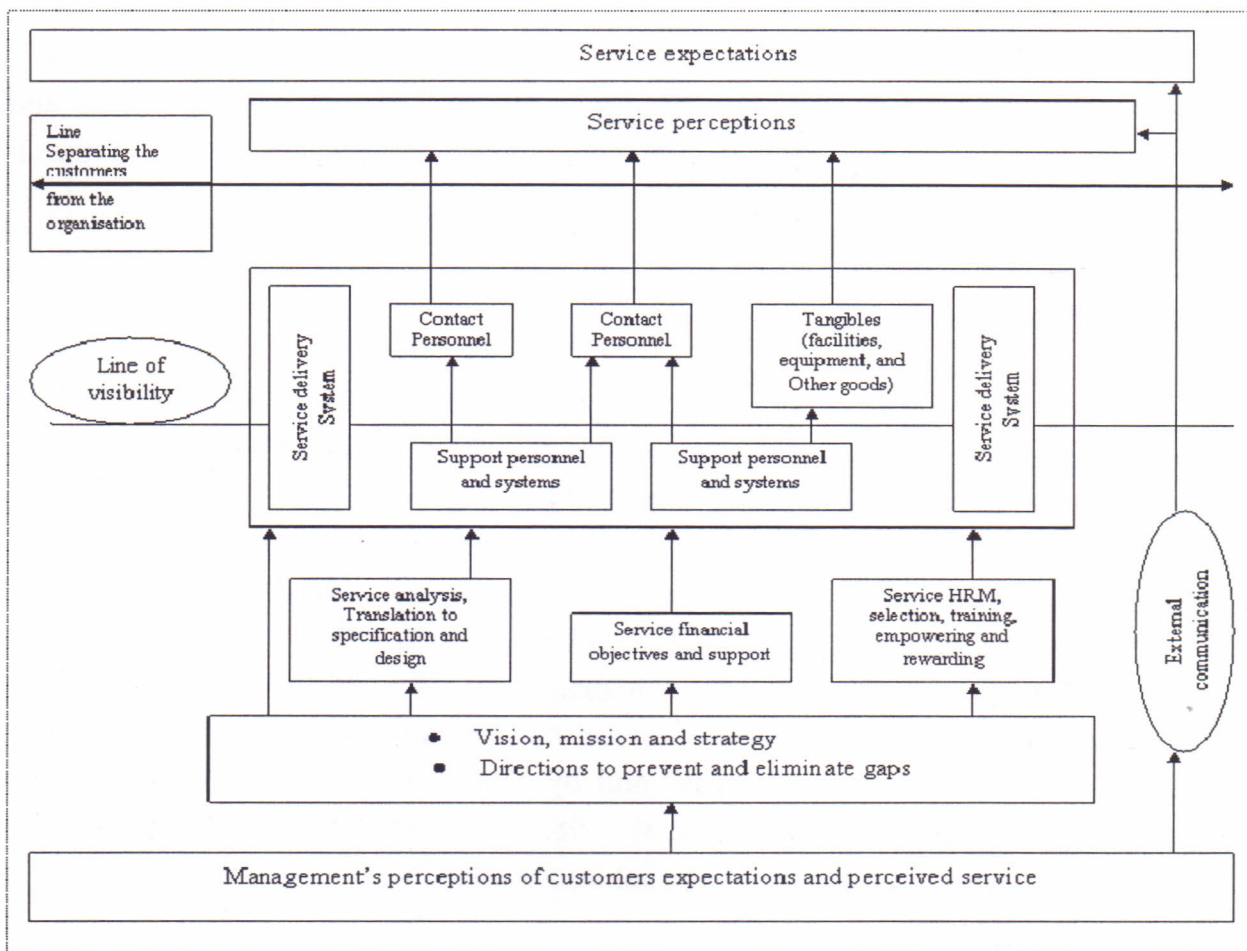 Service expectations
Service perceptions
Line
Separating the
customers
from the
organisation
Line of
visibility
Service delivery
System
Contact
Personnel
Contact
Personnel
Tangibles
(facilities,
equipment, and
Other goods)
Service delivery
System
Support personnel
and systems
Support personnel
and systems
Service analysis,
Translation to
specification and
design
Service financial
objectives and support
Service HRM,
selection, training,
empowering and
rewarding
External
communication
• Vision, mission and strategy
• Directions to prevent and eliminate gaps
Management's perceptions of customers expectations and perceived service